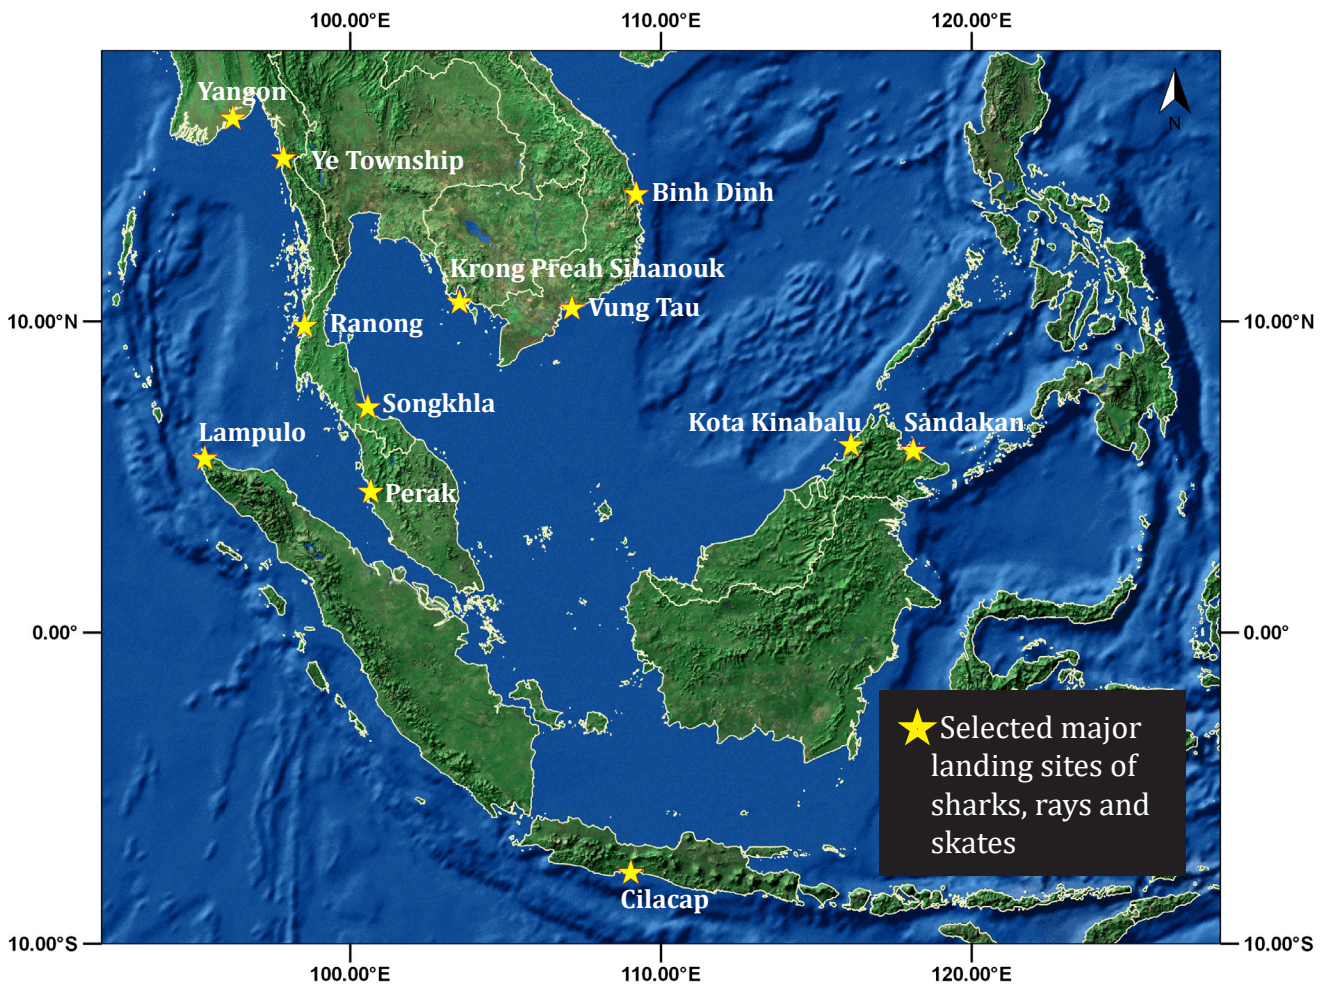 100.00°E
110.00°E
120.00°E
Yangon
N
Ye Township
Binh Dinh
Krong Preah Sihanouk
Vung Tau
10.00°N
10.00°N
Ranong
Songkhla
Kota Kinabalu
Sandakan
Lampulo
Perak
0.00°
0.00°
Selected major
landing sites of
sharks, rays and
skates
Cilacap
10.00°S
10.00°S
100.00°E
110.00°E
120.00°E